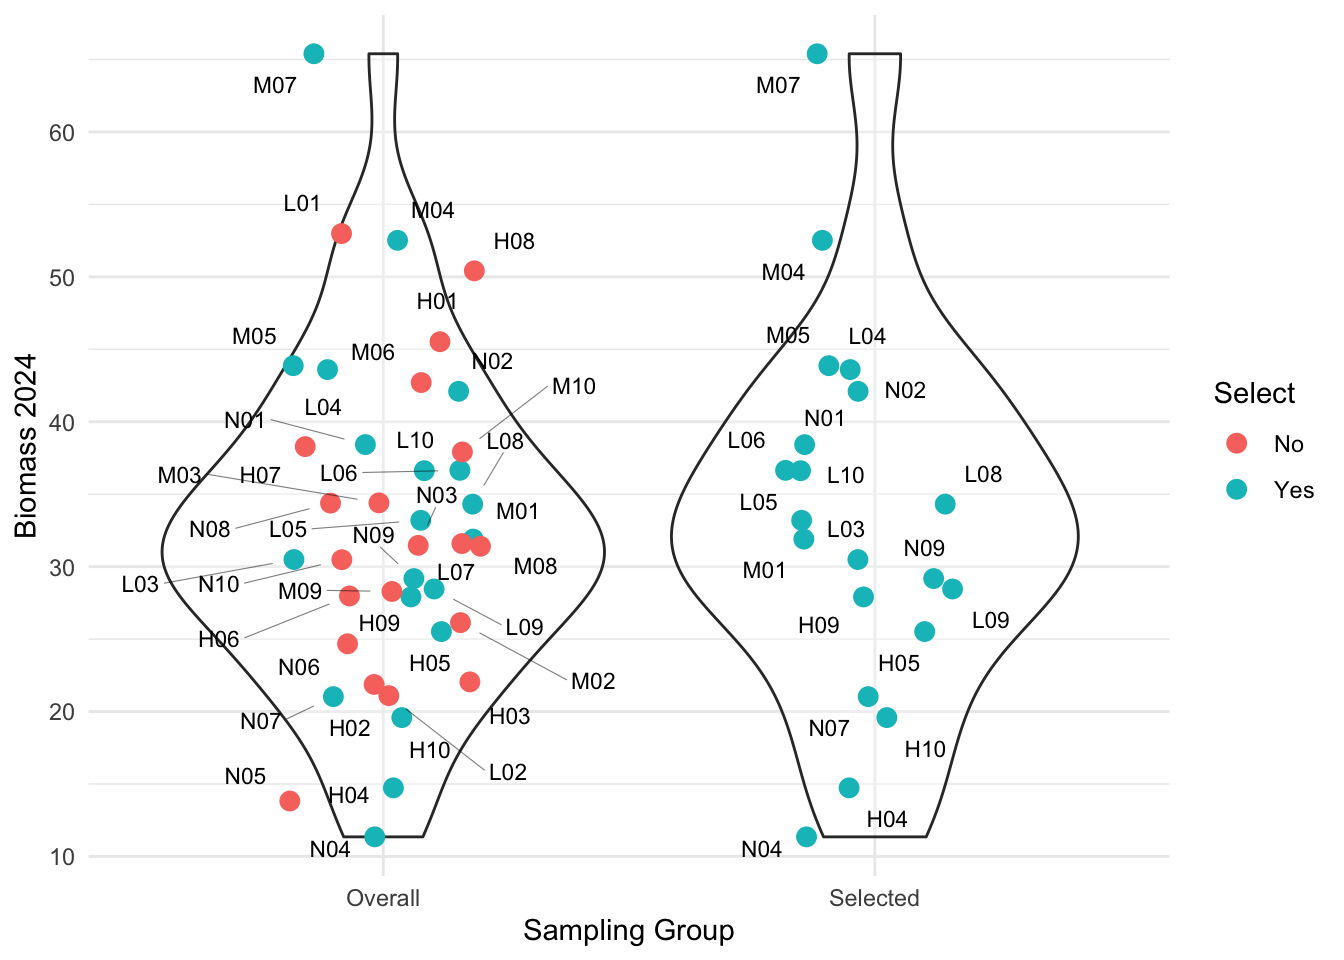 M07
M07
60
L01
M04
H08
M04
50
H01
M05
M05
L04
M06
N02
M10
N02
L04
N01
40
N01
L10
L08
L06
M03
H07
L06
L10
L08
N03
L05
M01
N08
L05
L03
N09
N09
30
M08
L07
M01
L03
N10
M09
H09
L09
L09
H06
H09
H05
H05
N06
M02
20
N07
H02
H03
N07
H10
H10
L02
N05
H04
H04
N04
N04
10
Biomass 2024
Overall
Selected
Sampling Group
Select
No
Yes